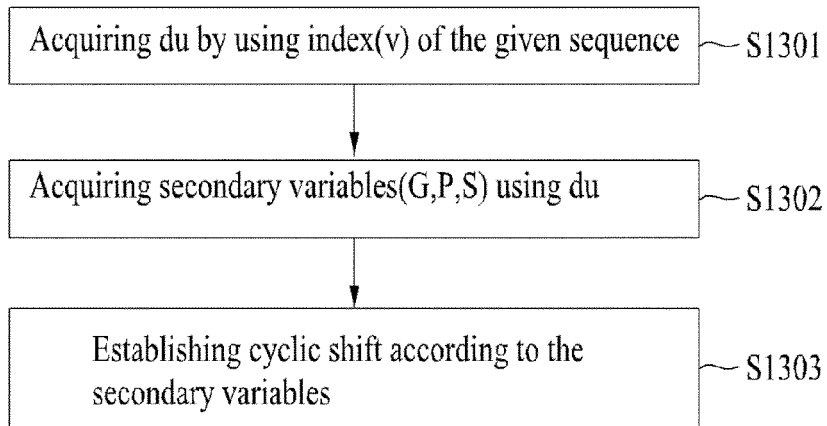 Acquiring du by using index(v) of the given sequence
S1301
Acquiring secondary variables(G,P,S) using du
S1302
Establishing cyclic shift according to the
secondary variables
S1303